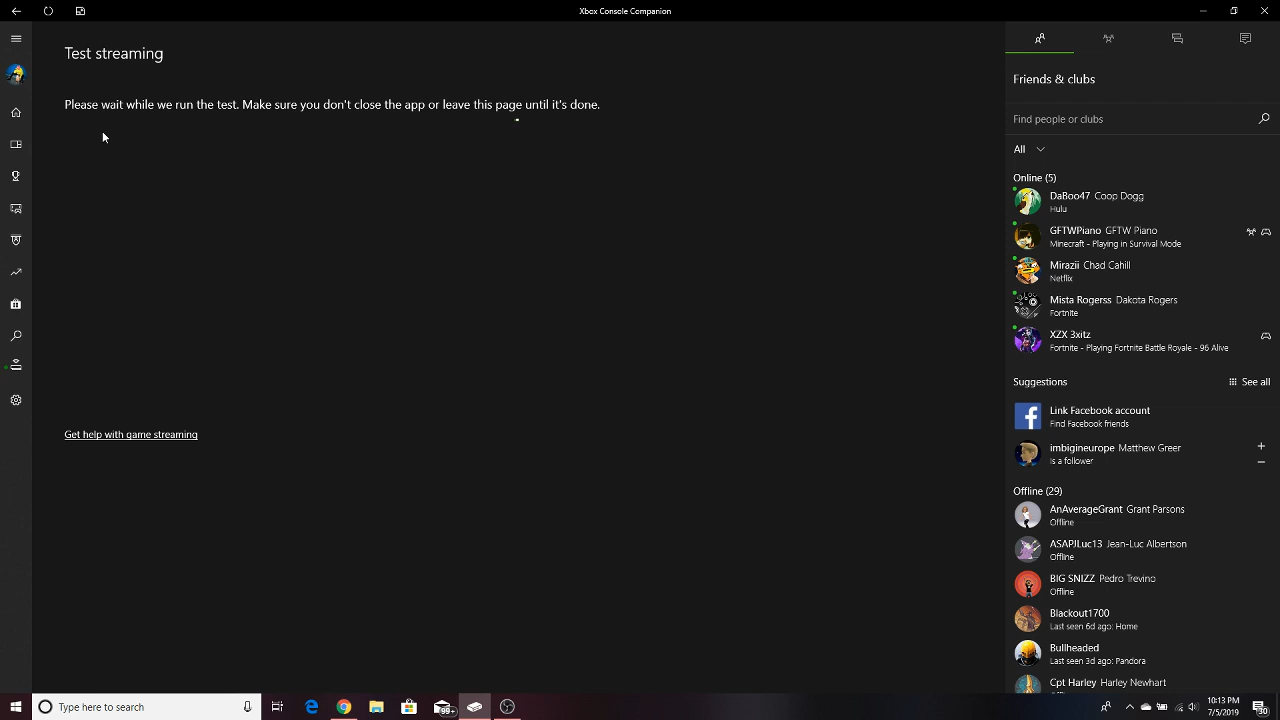 Xbox Console Companion
Test streaming
Please wait while we run the test. Make sure you don't close the app or leave this page until it's done.
Get help with game streaming
Friends & clubs
Find people or clubs
All
Online (5)
DaBoo47 Coop Dogg
Hulu
GFTWPiano GFTW Piano
Minecraft - Playing in Survival Mode
Mirazii Chad Cahill
Netflix
Mista Rogerss Dakota Rogers
Fortnite
XZX 3xitz
Fortnite - Playing Fortnite Battle Royale - 96 Alive
Suggestions See all
Link Facebook account
Find Facebook friends
imbigineurope Matthew Greer
Is a follower
Offline (29)
AnAverageGrant Grant Parsons
Offline
ASAPJLuc13 Jean-Luc Albertson
Offline
BIG SNIZZ Pedro Trevino
Offline
Blackout1700
Last seen 6d ago: Home
Bullheaded
Last seen 3d ago: Pandora
Cpt Harley Harley Newhart
Type here to search
99+
10:13 PM
7/5/2019
30